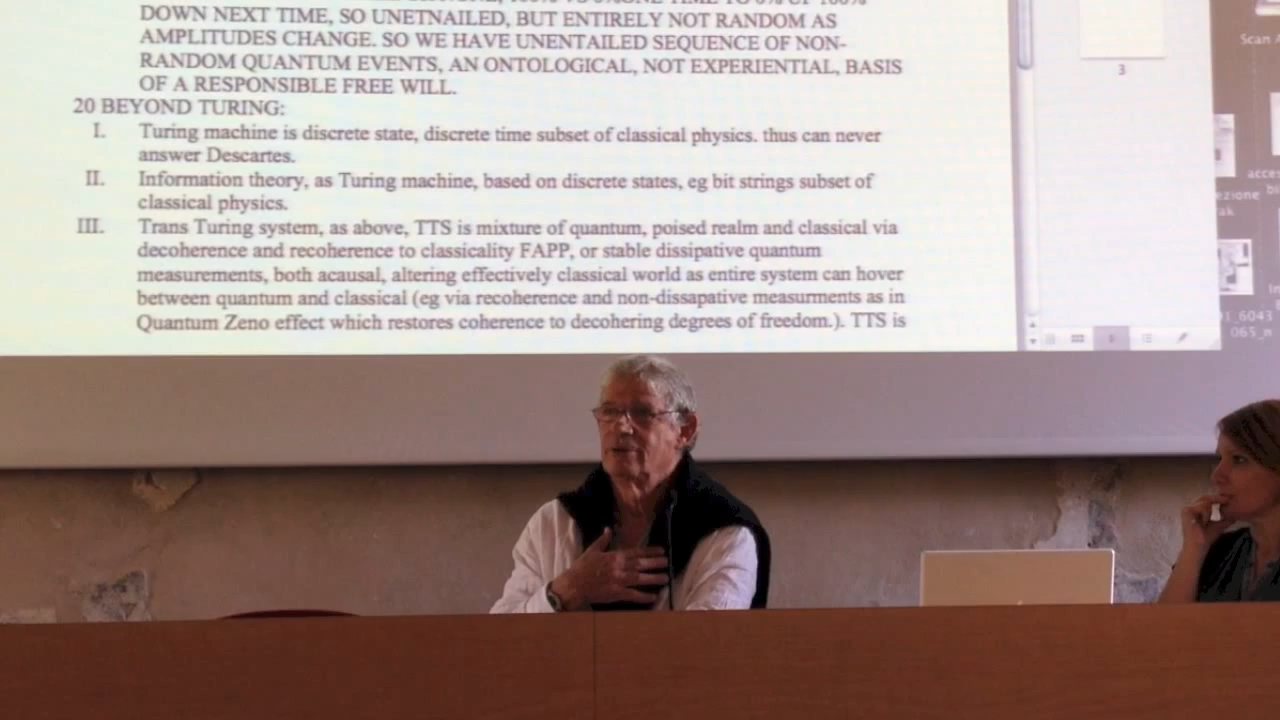 DOWN NEXT TIME, SO UNETNAILED, BUT ENTIRELY NOT RANDOM AS
AMPLITUDES CHANGE. SO WE HAVE UNENTAILED SEQUENCE OF NON-
RANDOM QUANTUM EVENTS, AN ONTOLOGICAL, NOT EXPERIENTIAL, BASIS
OF A RESPONSIBLE FREE WILL.
20 BEYOND TURING:
I. Turing machine is discrete state, discrete time subset of classical physics. thus can never
answer Descartes.
II. Information theory, as Turing machine, based on discrete states, eg bit strings subset of
classical physics.
III. Trans Turing system, as above, TTS is mixture of quantum, poised realm and classical via
decoherence and recoherence to classicality FAPP, or stable dissipative quantum
measurements, both acausal, altering effectively classical world as entire system can hover
between quantum and classical (eg via recoherence and non-dissapative measurments as in
Quantum Zeno effect which restores coherence to decohering degrees of freedom.). TTS is
3
Scan